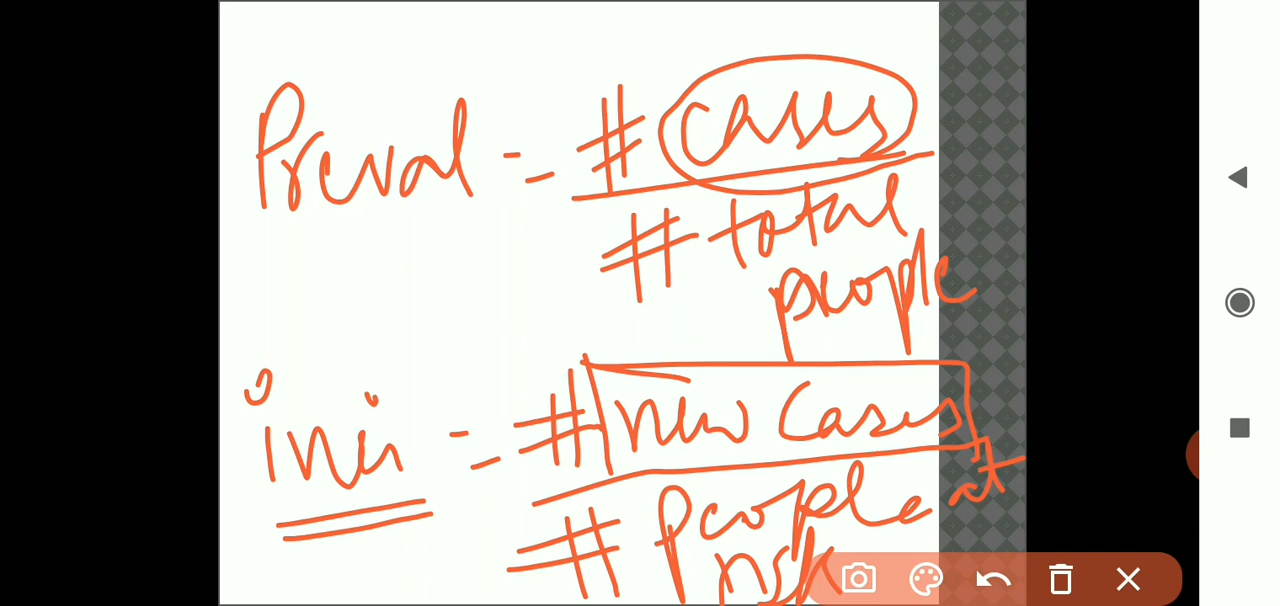 Preval = # cases
# total
people
inci = # new cases
# people at
risk